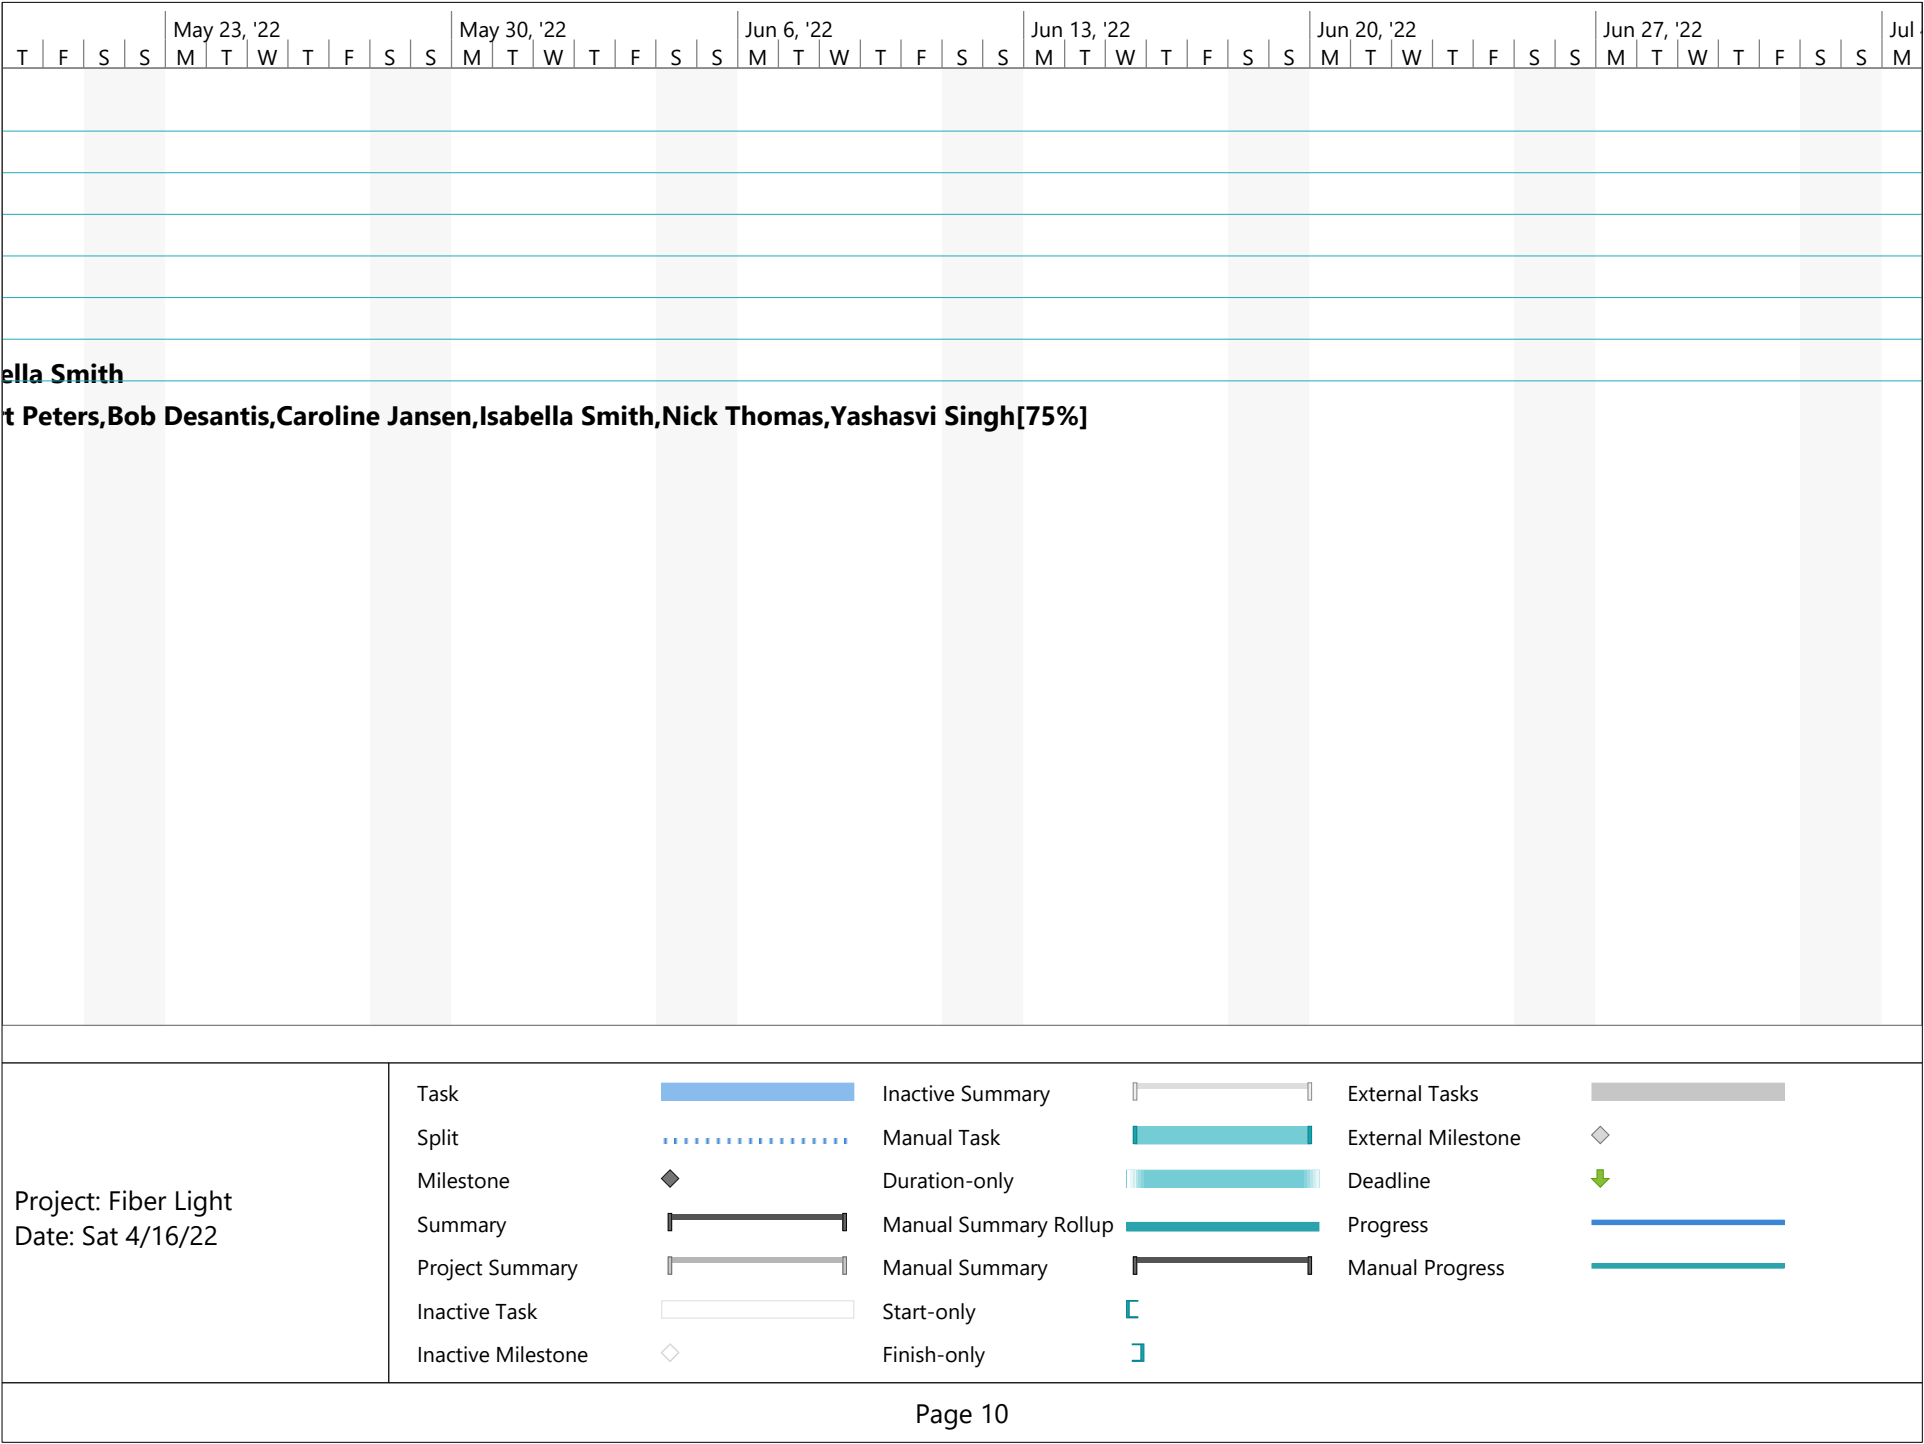 May 23, '22 May 30, '22 Jun 6, '22 Jun 13, '22 Jun 20, '22 Jun 27, '22 Jul
T F S S M T W T F S S M T W T F S S M T W T F S S M T W T F S S M T W T F S S M T W T F S S M
ella Smith
t Peters,Bob Desantis,Caroline Jansen,Isabella Smith,Nick Thomas,Yashasvi Singh[75%]
Project: Fiber Light
Date: Sat 4/16/22
Task
Split
Milestone
Summary
Project Summary
Inactive Task
Inactive Milestone
Inactive Summary
Manual Task
Duration-only
Manual Summary Rollup
Manual Summary
Start-only
Finish-only
External Tasks
External Milestone
Deadline
Progress
Manual Progress
Page 10